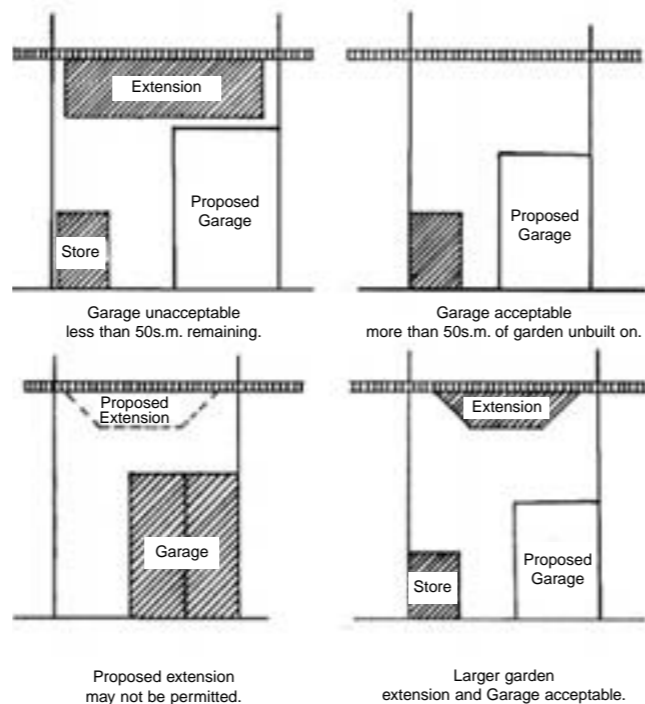 Extension
Proposed
Garage
Store
Garage unacceptable
less than 50s.m. remaining.
Proposed
Garage
Garage acceptable
more than 50s.m. of garden unbuilt on.
Proposed
Extension
Garage
Proposed extension
may not be permitted.
Extension
Proposed
Garage
Store
Larger garden
extension and Garage acceptable.